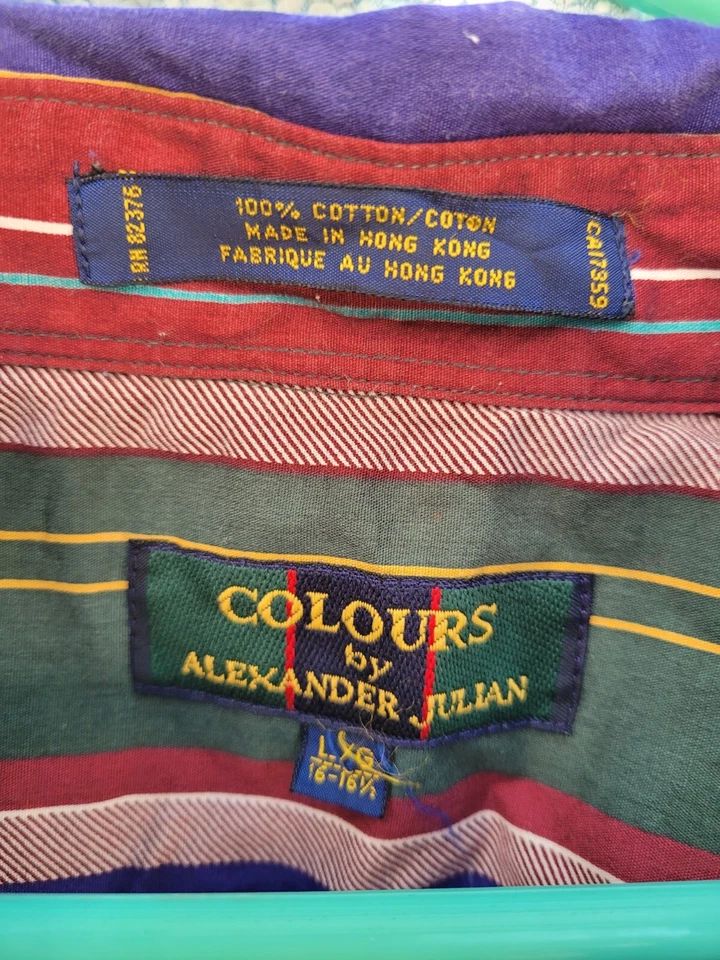 RN 82376
100% COTTON/COTON
MADE IN HONG KONG
FABRIQUE AU HONG KONG
CA17359
COLOURS
by
ALEXANDER JULIAN
L G
16-16½